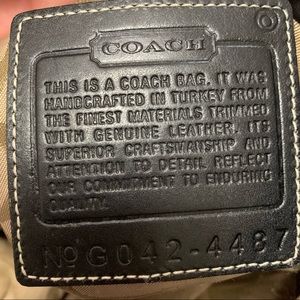 COACH
THIS IS A COACH BAG. IT WAS
HANDCRAFTED IN TURKEY FROM
THE FINEST MATERIALS TRIMMED
WITH GENUINE LEATHER. ITS
SUPERIOR CRAFTSMANSHIP AND
ATTENTION TO DETAIL REFLECT
OUR COMMITMENT TO ENDURING
QUALITY.
Nº G042-4487